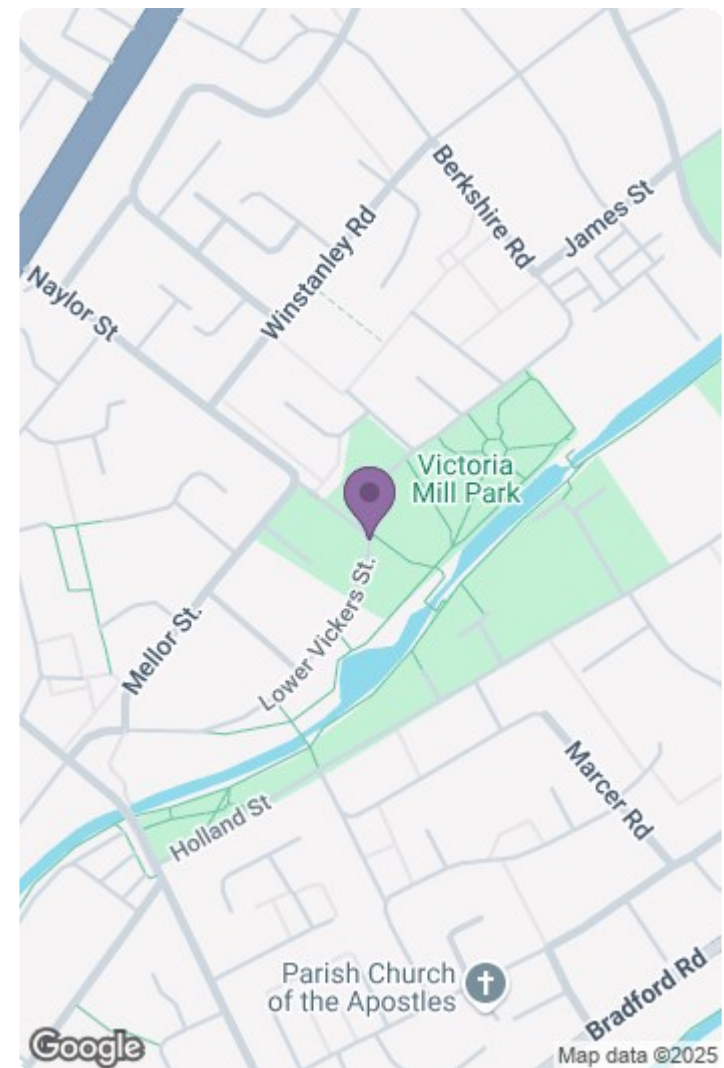 Berkshire Rd
James St
Winstanley Rd
Naylor St
Victoria
Mill Park
Lower Vickers St.
Mellor St.
Marcer Rd
Holland St
Parish Church
of the Apostles
Bradford Rd
Google
Map data ©2025